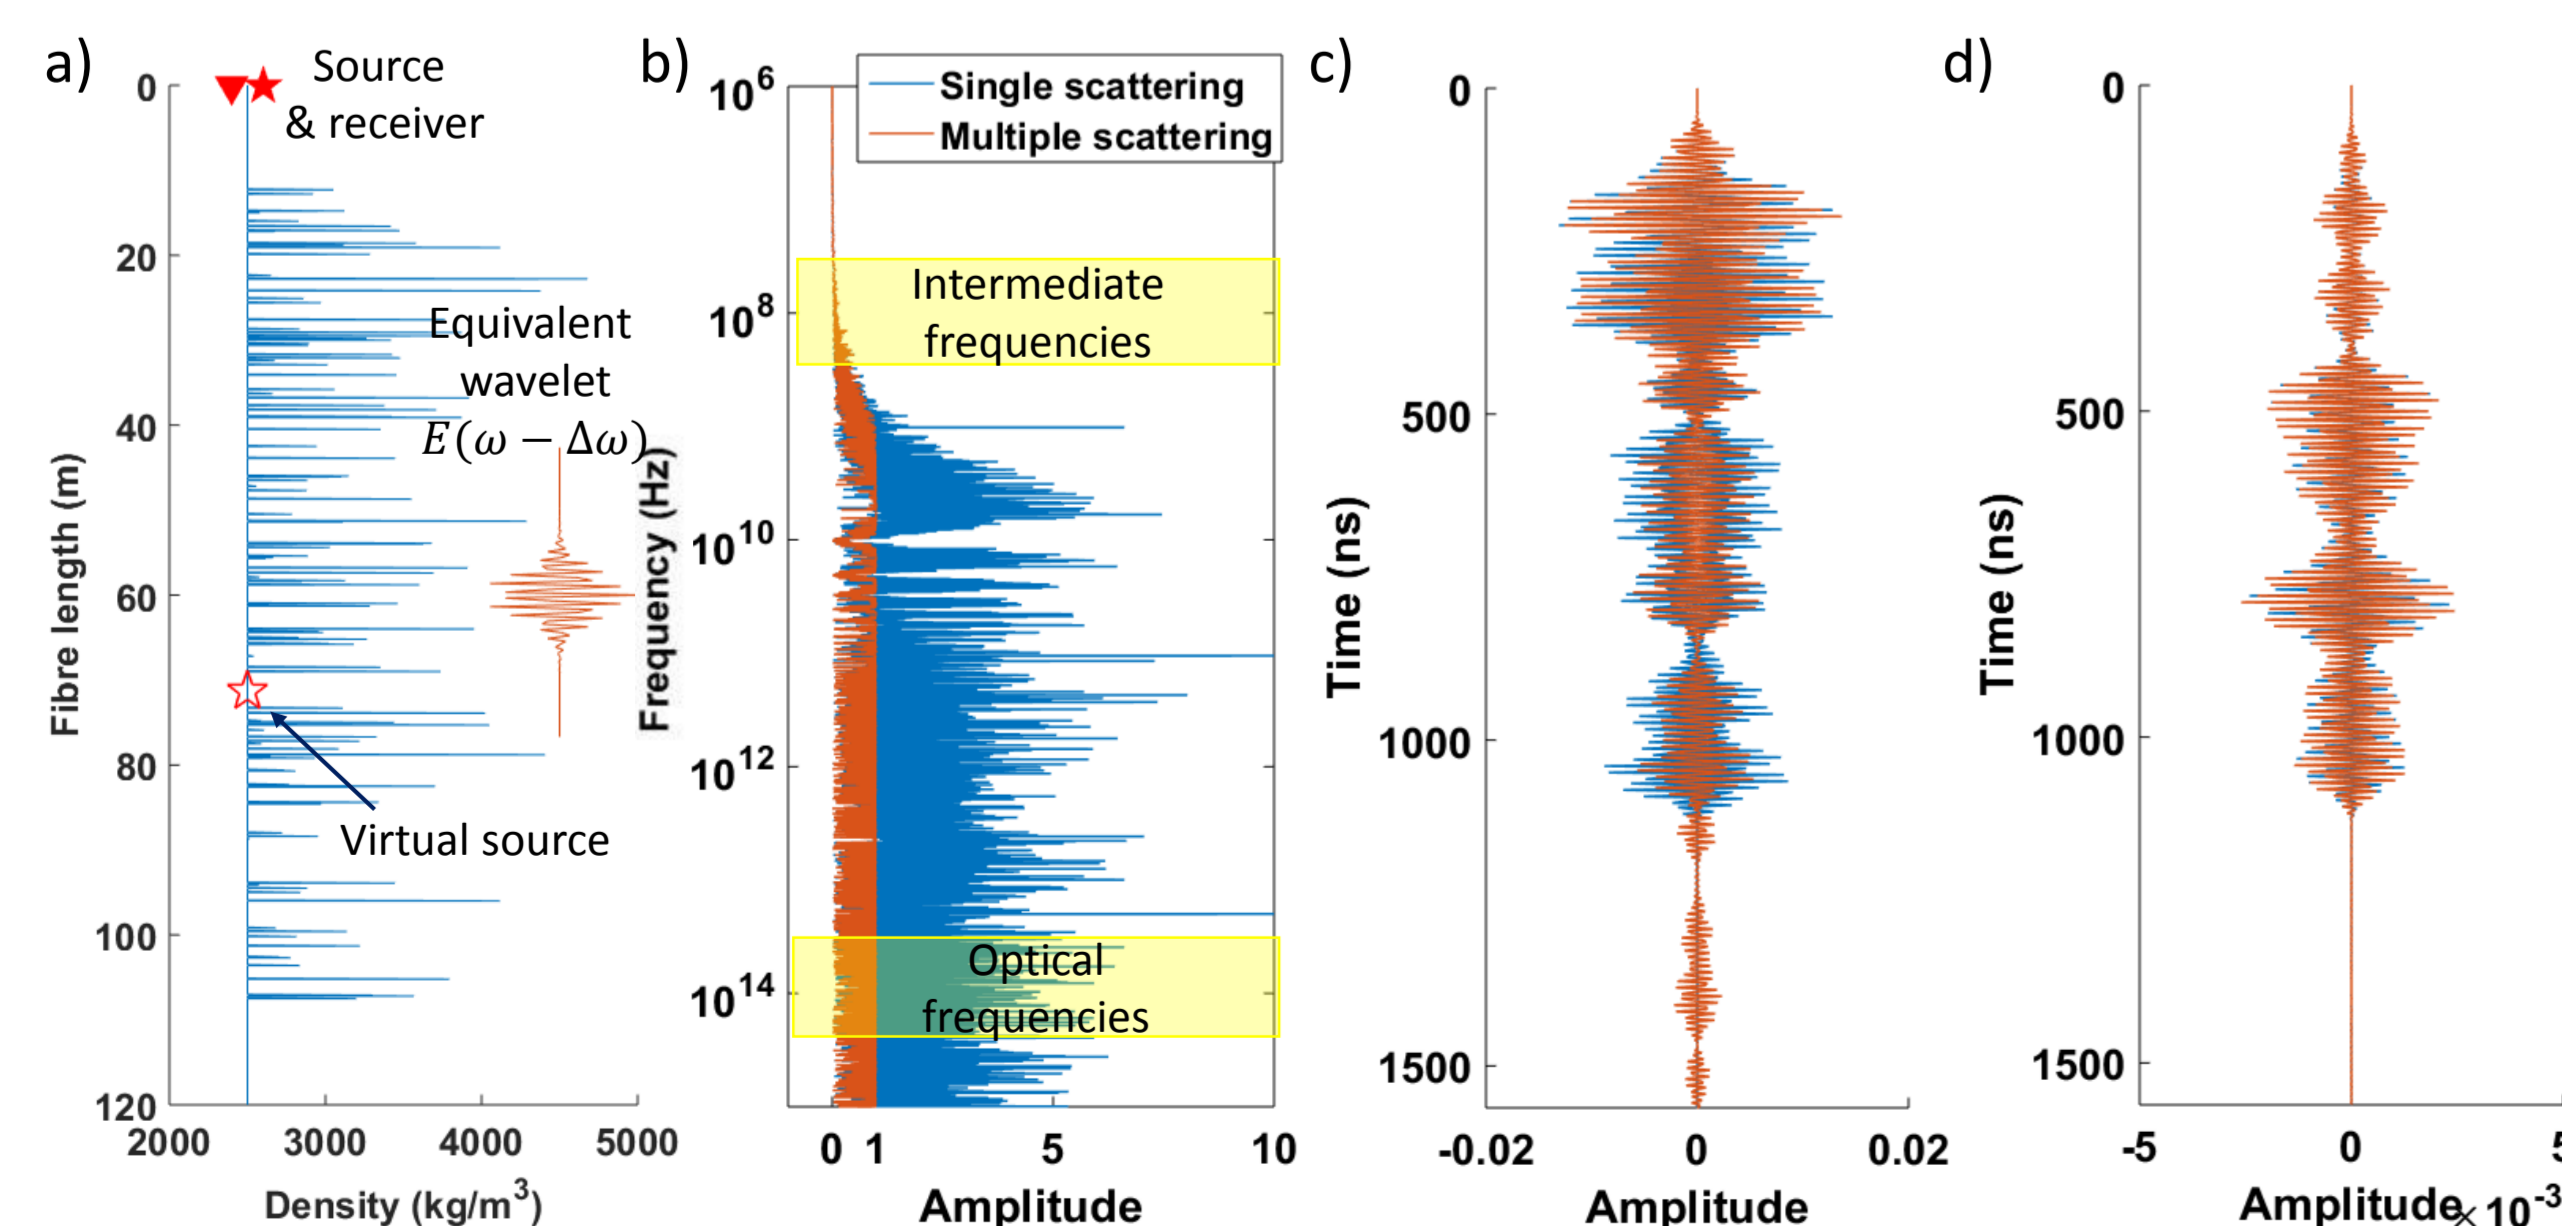 a)
Source
& receiver
0
20
40
60
80
100
120
Fibre length (m)
Equivalent
wavelet
E(ω − Δω)
Virtual source
2000 3000 4000 5000
Density (kg/m³)
b)
Single scattering
Multiple scattering
10⁶
10⁸
10¹⁰
10¹²
10¹⁴
Frequency (Hz)
Intermediate
frequencies
Optical
frequencies
0 1 5 10
Amplitude
c)
0
500
1000
1500
Time (ns)
-0.02 0 0.02
Amplitude
d)
0
500
1000
1500
Time (ns)
-5 0 5
Amplitude × 10⁻³